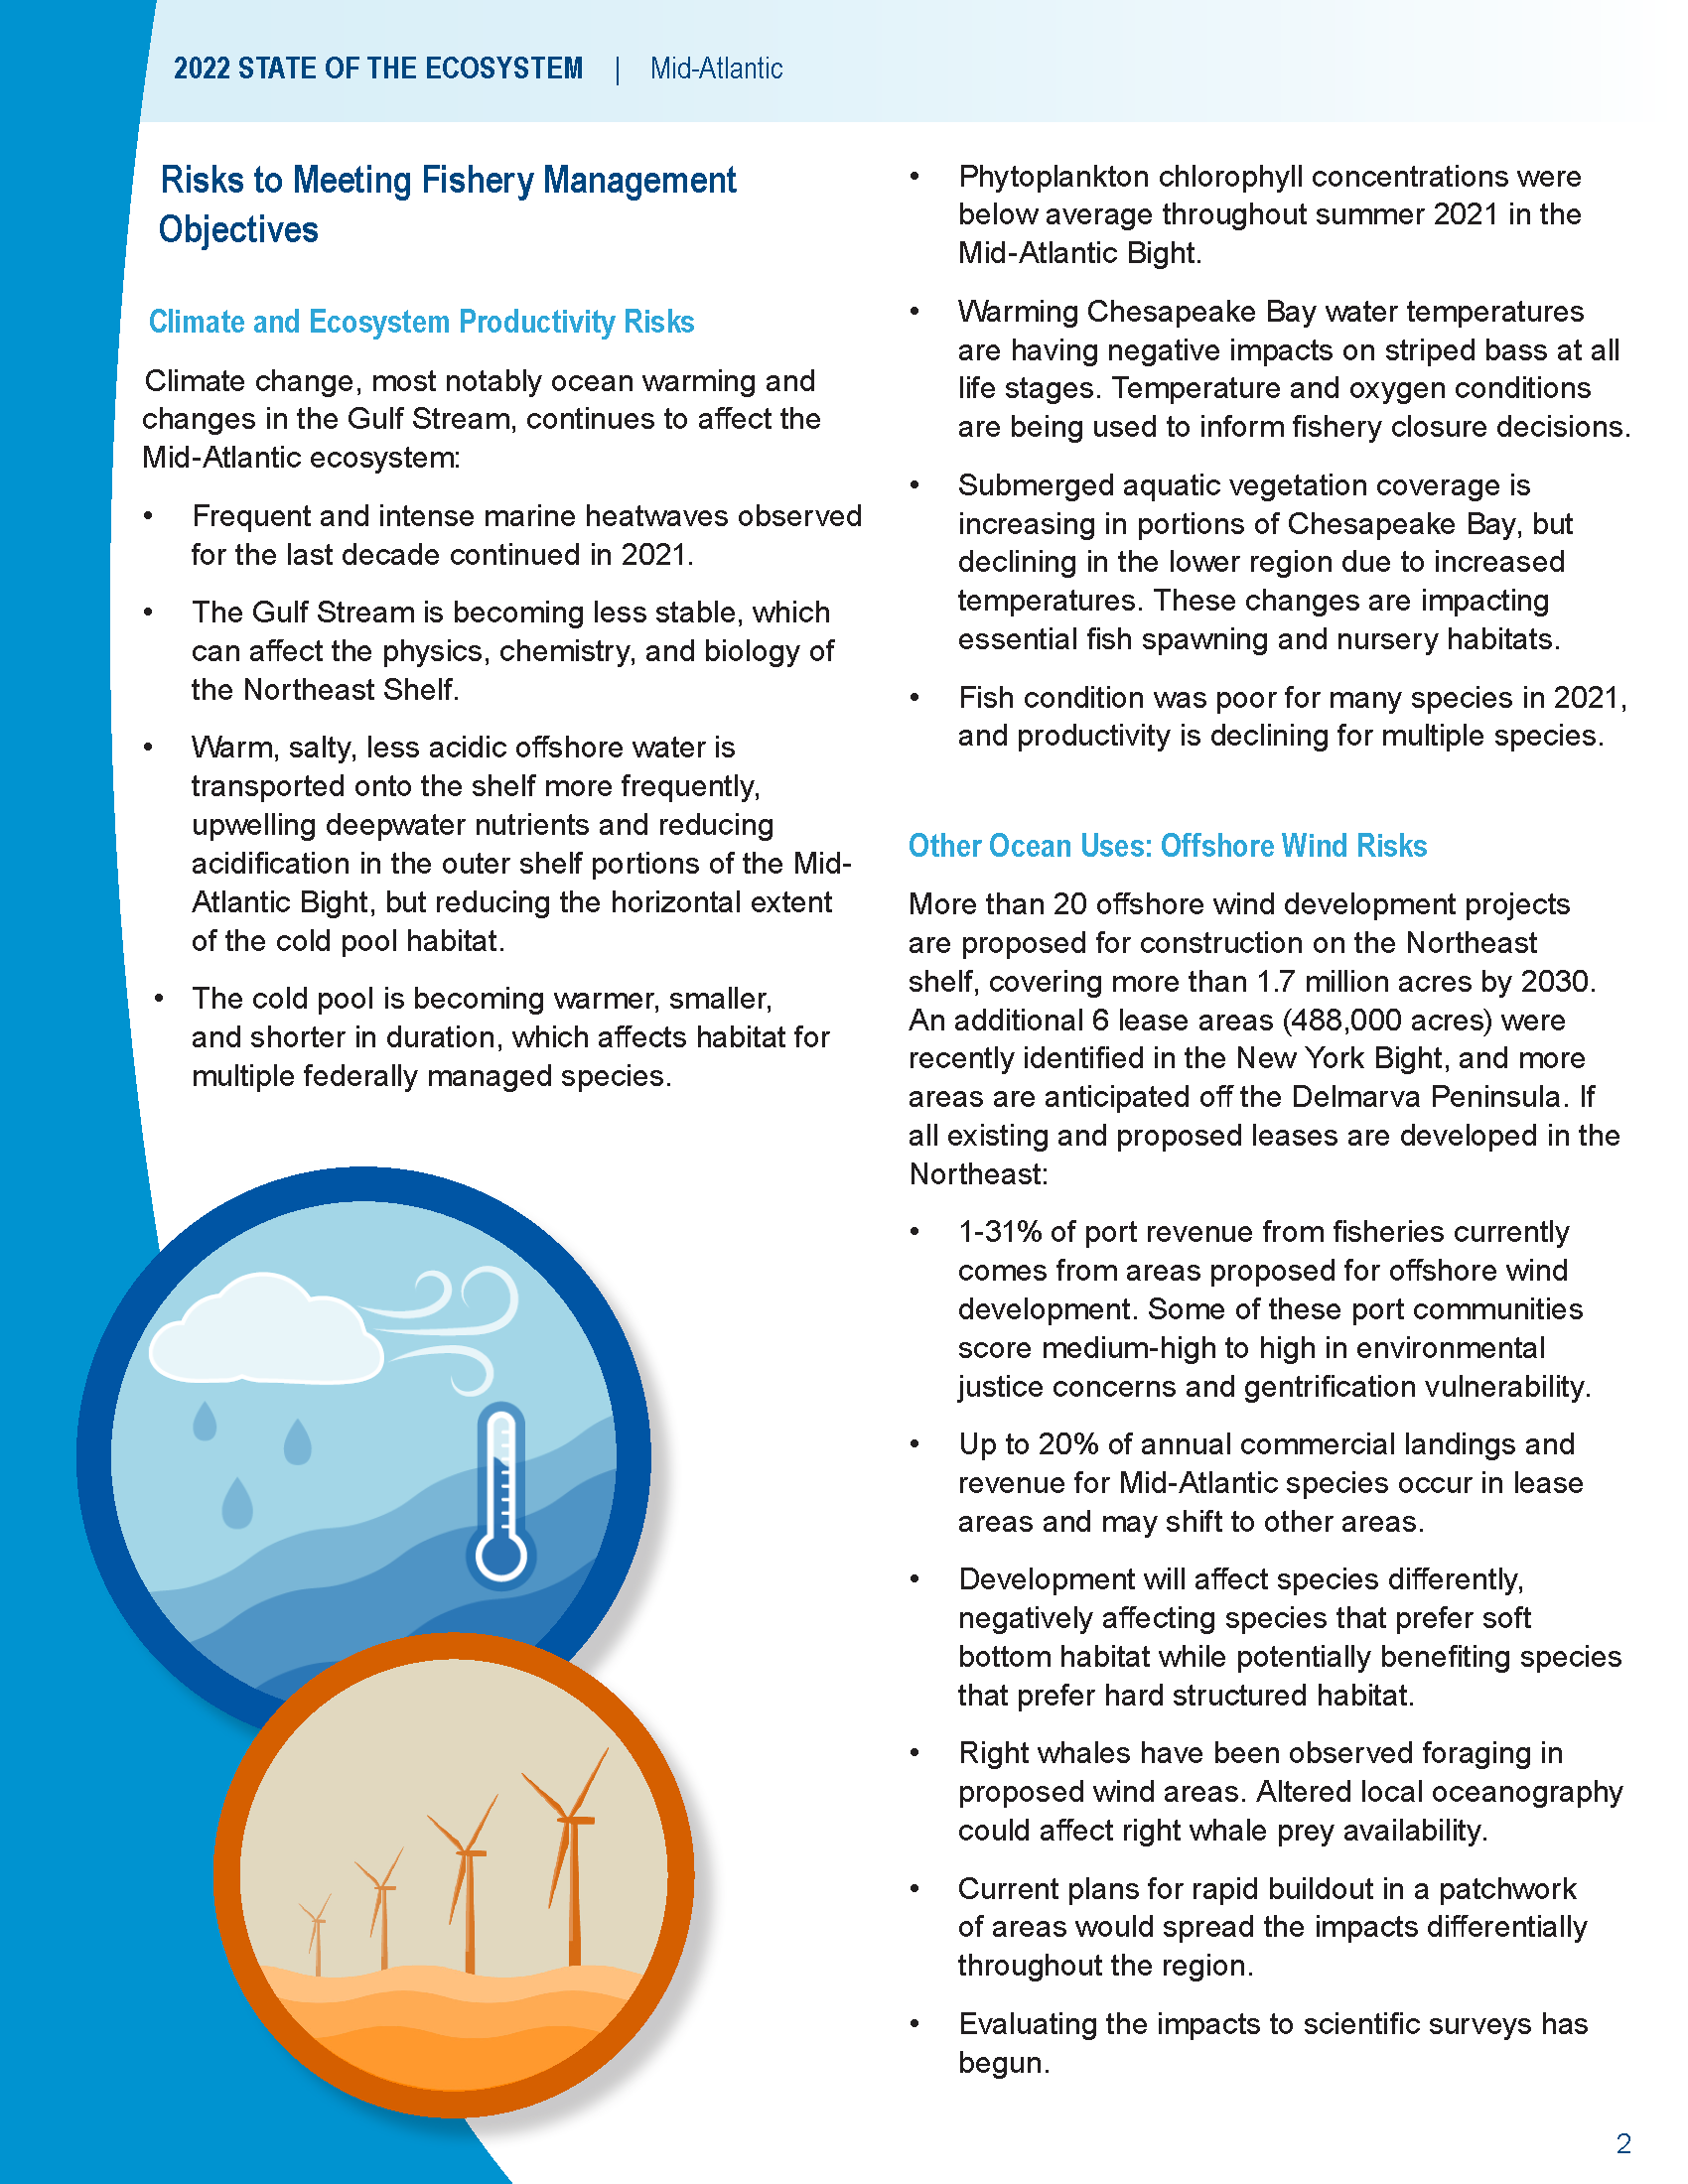 2022 STATE OF THE ECOSYSTEM | Mid-Atlantic
Risks to Meeting Fishery Management
Objectives
Climate and Ecosystem Productivity Risks
Climate change, most notably ocean warming and
changes in the Gulf Stream, continues to affect the
Mid-Atlantic ecosystem:
• Frequent and intense marine heatwaves observed
for the last decade continued in 2021.
• The Gulf Stream is becoming less stable, which
can affect the physics, chemistry, and biology of
the Northeast Shelf.
• Warm, salty, less acidic offshore water is
transported onto the shelf more frequently,
upwelling deepwater nutrients and reducing
acidification in the outer shelf portions of the Mid-
Atlantic Bight, but reducing the horizontal extent
of the cold pool habitat.
• The cold pool is becoming warmer, smaller,
and shorter in duration, which affects habitat for
multiple federally managed species.
• Phytoplankton chlorophyll concentrations were
below average throughout summer 2021 in the
Mid-Atlantic Bight.
• Warming Chesapeake Bay water temperatures
are having negative impacts on striped bass at all
life stages. Temperature and oxygen conditions
are being used to inform fishery closure decisions.
• Submerged aquatic vegetation coverage is
increasing in portions of Chesapeake Bay, but
declining in the lower region due to increased
temperatures. These changes are impacting
essential fish spawning and nursery habitats.
• Fish condition was poor for many species in 2021,
and productivity is declining for multiple species.
Other Ocean Uses: Offshore Wind Risks
More than 20 offshore wind development projects
are proposed for construction on the Northeast
shelf, covering more than 1.7 million acres by 2030.
An additional 6 lease areas (488,000 acres) were
recently identified in the New York Bight, and more
areas are anticipated off the Delmarva Peninsula. If
all existing and proposed leases are developed in the
Northeast:
• 1-31% of port revenue from fisheries currently
comes from areas proposed for offshore wind
development. Some of these port communities
score medium-high to high in environmental
justice concerns and gentrification vulnerability.
• Up to 20% of annual commercial landings and
revenue for Mid-Atlantic species occur in lease
areas and may shift to other areas.
• Development will affect species differently,
negatively affecting species that prefer soft
bottom habitat while potentially benefiting species
that prefer hard structured habitat.
• Right whales have been observed foraging in
proposed wind areas. Altered local oceanography
could affect right whale prey availability.
• Current plans for rapid buildout in a patchwork
of areas would spread the impacts differentially
throughout the region.
• Evaluating the impacts to scientific surveys has
begun.
2